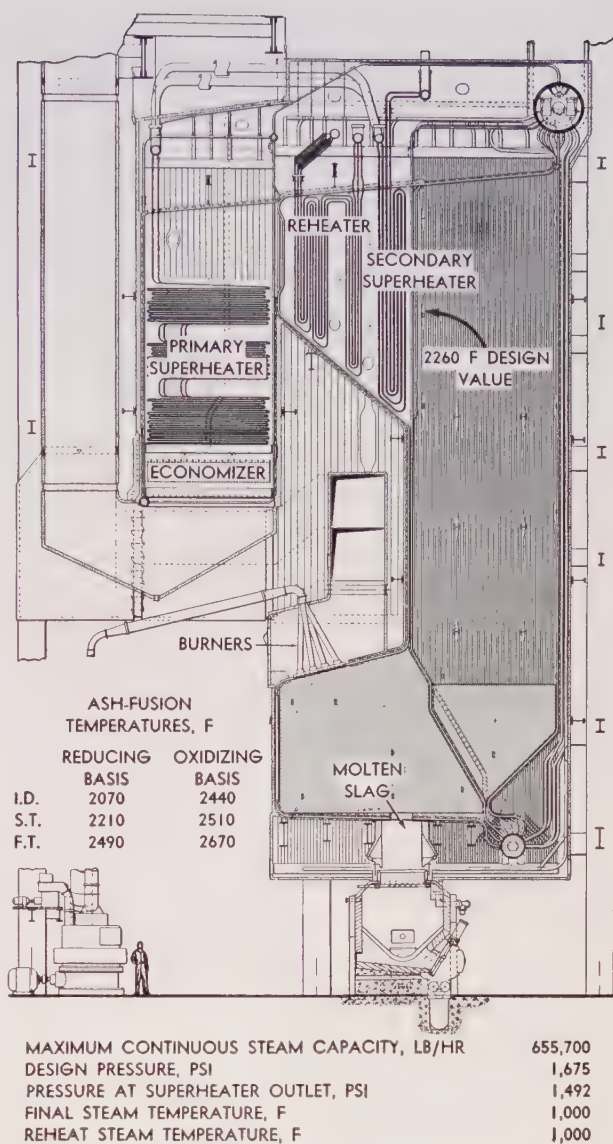 REHEATER
SECONDARY
SUPERHEATER
PRIMARY
SUPERHEATER
2260 F DESIGN
VALUE
ECONOMIZER
BURNERS
ASH-FUSION
TEMPERATURES, F
REDUCING OXIDIZING
BASIS BASIS
I.D. 2070 2440
S.T. 2210 2510
F.T. 2490 2670
MOLTEN
SLAG
MAXIMUM CONTINUOUS STEAM CAPACITY, LB/HR 655,700
DESIGN PRESSURE, PSI 1,675
PRESSURE AT SUPERHEATER OUTLET, PSI 1,492
FINAL STEAM TEMPERATURE, F 1,000
REHEAT STEAM TEMPERATURE, F 1,000